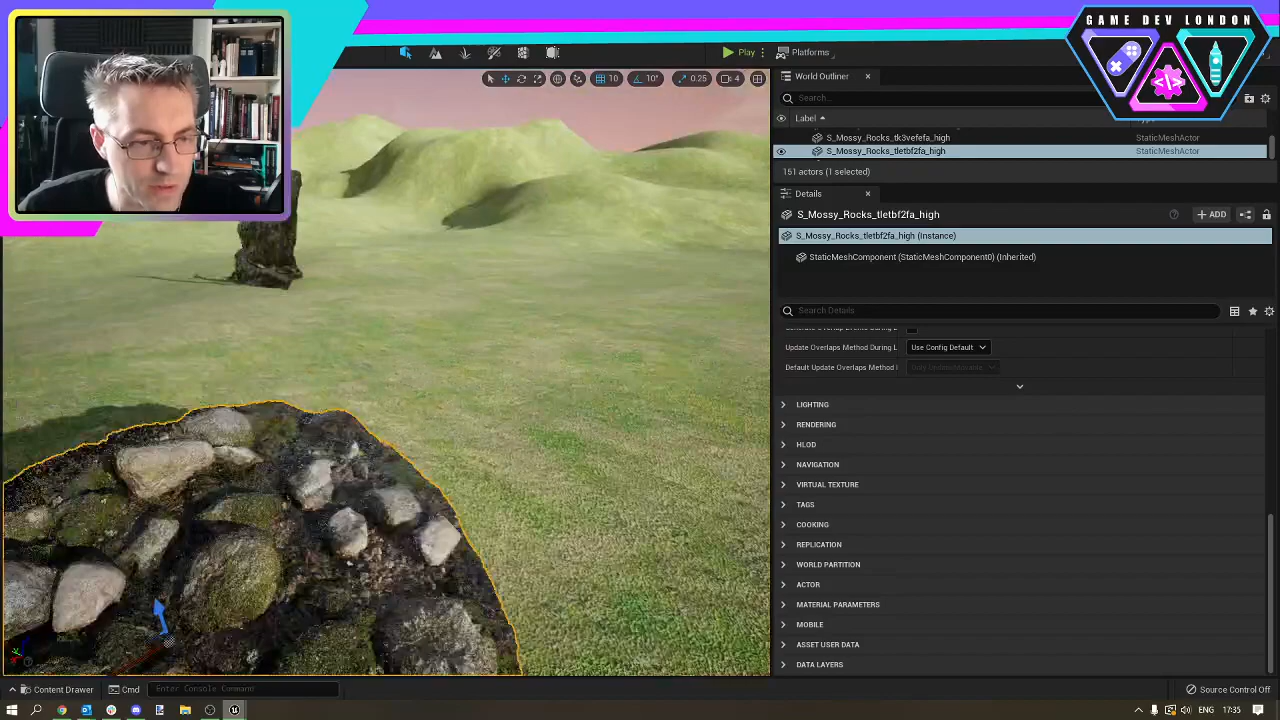 GAME DEV LONDON
Play
Platforms
10
10°
0.25
4
World Outliner
Search...
Label
S_Mossy_Rocks_tk3vefefa_high
StaticMeshActor
S_Mossy_Rocks_tletbf2fa_high
StaticMeshActor
151 actors (1 selected)
Details
S_Mossy_Rocks_tletbf2fa_high
ADD
S_Mossy_Rocks_tletbf2fa_high (Instance)
StaticMeshComponent (StaticMeshComponent0) (Inherited)
Search Details
Update Overlaps Method During L
Use Config Default
Default Update Overlaps Method I
LIGHTING
RENDERING
HLOD
NAVIGATION
VIRTUAL TEXTURE
TAGS
COOKING
REPLICATION
WORLD PARTITION
ACTOR
MATERIAL PARAMETERS
MOBILE
ASSET USER DATA
DATA LAYERS
Content Drawer
Cmd
Enter Console Command
Source Control Off
ENG
17:35